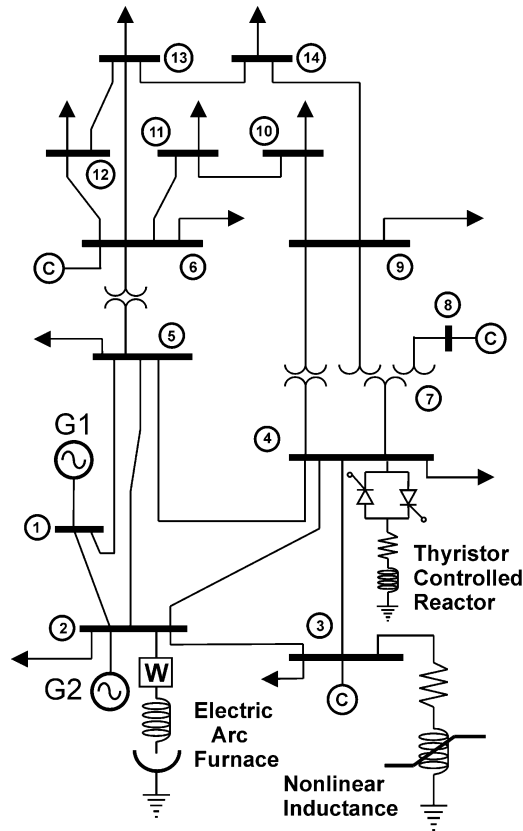 13
14
11
10
12
C
6
9
8
C
5
7
G1
4
1
Thyristor
Controlled
Reactor
2
3
W
G2
C
Electric
Arc
Furnace
Nonlinear
Inductance